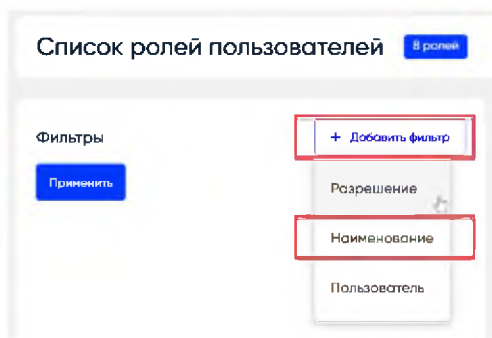 Список ролей пользователей
8 ролей
Фильтры
+ Добавить фильтр
Применить
Разрешение
Наименование
Пользователь